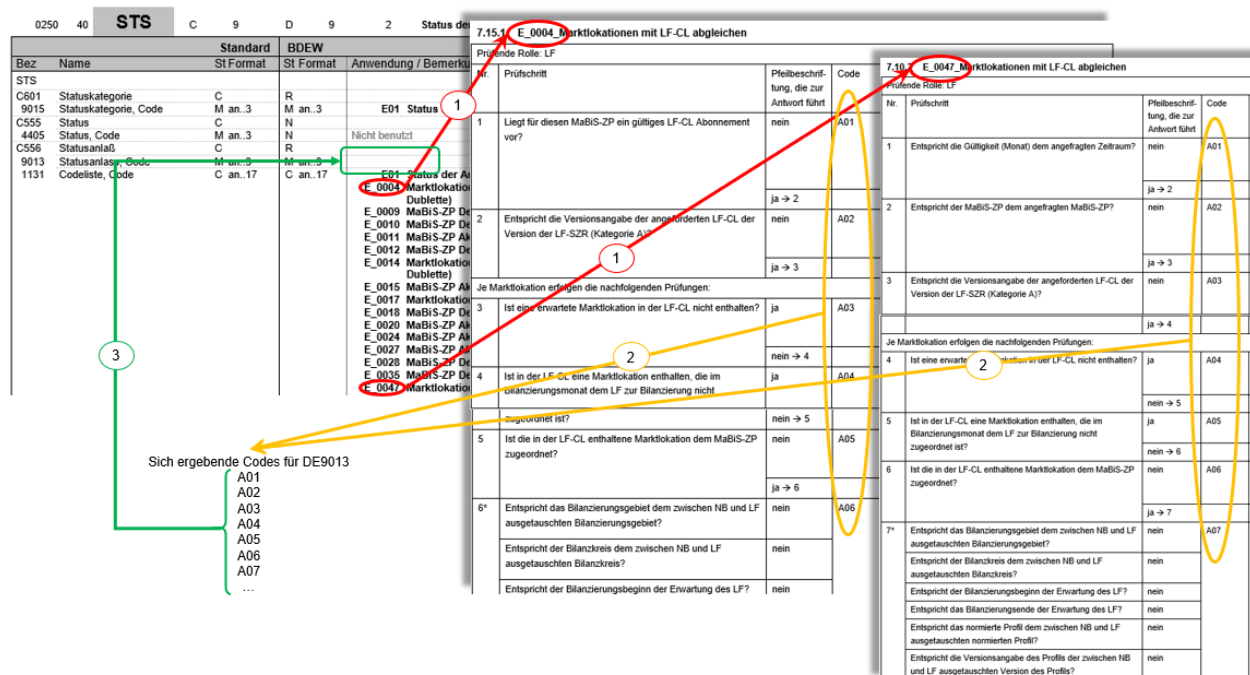 0250 40 STS C 9 D 9 2 Status der
Standard BDEW
Bez Name St Format St Format Anwendung / Bemerku
STS
C601 Statuskategorie C R
9015 Statuskategorie, Code M an..3 M an..3 E01 Status
C555 Status C N
4405 Status, Code M an..3 N Nicht benutzt
C556 Statusanlaß C R
9013 Statusanlass, Code M an..3 M an..3
1131 Codeliste, Code C an..17 C an..17 E01 Status der An
E_0004 Marktlokation
Dublette)
E_0009 MaBiS-ZP De
E_0010 MaBiS-ZP De
E_0011 MaBiS-ZP Ak
E_0012 MaBiS-ZP De
E_0014 Marktlokation
Dublette)
E_0015 MaBiS-ZP Ak
E_0017 Marktlokation
E_0018 MaBiS-ZP De
E_0020 MaBiS-ZP Ak
E_0024 MaBiS-ZP Ak
E_0027 MaBiS-ZP Ak
E_0028 MaBiS-ZP De
E_0035 MaBiS-ZP Ak
E_0047 Marktlokation
1
1
2
2
3
Sich ergebende Codes für DE9013
A01
A02
A03
A04
A05
A06
A07
...
7.15.1 E_0004_Marktlokationen mit LF-CL abgleichen
Prüfende Rolle: LF
Nr. Prüfschritt Pfeilbeschrif- Code
tung, die zur
Antwort führt
1 Liegt für diesen MaBiS-ZP ein gültiges LF-CL Abonnement nein A01
vor?
ja → 2
2 Entspricht die Versionsangabe der angeforderten LF-CL der nein A02
Version der LF-SZR (Kategorie A)?
ja → 3
Je Marktlokation erfolgen die nachfolgenden Prüfungen:
3 Ist eine erwartete Marktlokation in der LF-CL nicht enthalten? ja A03
nein → 4
4 Ist in der LF-CL eine Marktlokation enthalten, die im ja A04
Bilanzierungsmonat dem LF zur Bilanzierung nicht
zugeordnet ist? nein → 5
5 Ist die in der LF-CL enthaltene Marktlokation dem MaBiS-ZP nein A05
zugeordnet?
ja → 6
6* Entspricht das Bilanzierungsgebiet dem zwischen NB und LF nein A06
ausgetauschten Bilanzierungsgebiet?
Entspricht der Bilanzkreis dem zwischen NB und LF nein
ausgetauschten Bilanzkreis?
Entspricht der Bilanzierungsbeginn der Erwartung des LF? nein
7.10. E_0047_Marktlokationen mit LF-CL abgleichen
Prüfende Rolle: LF
Nr. Prüfschritt Pfeilbeschrif- Code
tung, die zur
Antwort führt
1 Entspricht die Gültigkeit (Monat) dem angefragten Zeitraum? nein A01
ja → 2
2 Entspricht der MaBiS-ZP dem angefragten MaBiS-ZP? nein A02
ja → 3
3 Entspricht die Versionsangabe der angeforderten LF-CL der nein A03
Version der LF-SZR (Kategorie A)?
ja → 4
Je Marktlokation erfolgen die nachfolgenden Prüfungen:
4 Ist eine erwartete Marktlokation in der LF-CL nicht enthalten? ja A04
nein → 5
5 Ist in der LF-CL eine Marktlokation enthalten, die im ja A05
Bilanzierungsmonat dem LF zur Bilanzierung nicht
zugeordnet ist? nein → 6
6 Ist die in der LF-CL enthaltene Marktlokation dem MaBiS-ZP nein A06
zugeordnet?
ja → 7
7* Entspricht das Bilanzierungsgebiet dem zwischen NB und LF nein A07
ausgetauschten Bilanzierungsgebiet?
Entspricht der Bilanzkreis dem zwischen NB und LF nein
ausgetauschten Bilanzkreis?
Entspricht der Bilanzierungsbeginn der Erwartung des LF? nein
Entspricht das Bilanzierungsende der Erwartung des LF? nein
Entspricht das normierte Profil dem zwischen NB und LF nein
ausgetauschten normierten Profil?
Entspricht die Versionsangabe des Profils der zwischen NB nein
und LF ausgetauschten Version des Profils?